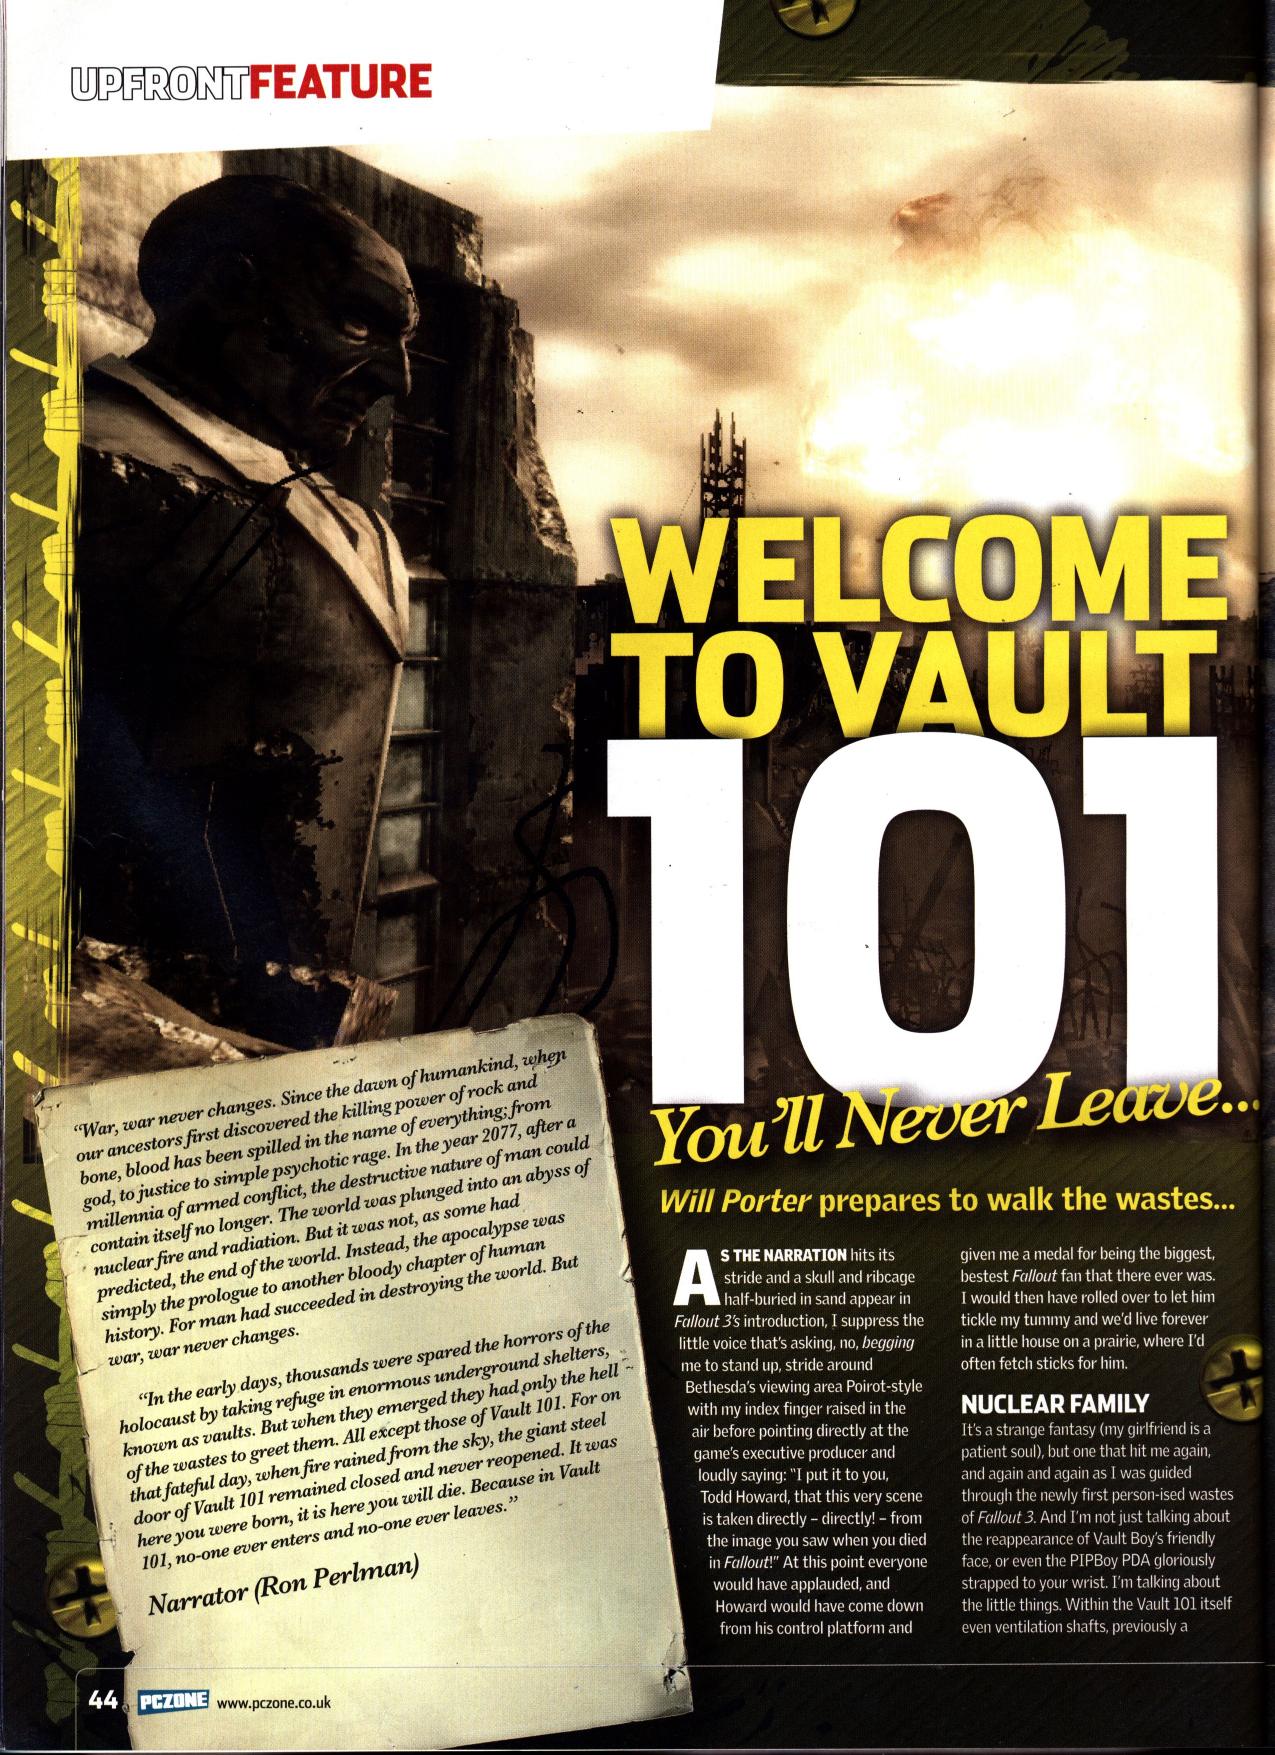 UPFRONTFEATURE
WELCOME
TO VAULT
101
You'll Never Leave...
Will Porter prepares to walk the wastes...
"War, war never changes. Since the dawn of humankind, when
our ancestors first discovered the killing power of rock and
bone, blood has been spilled in the name of everything; from
god, to justice to simple psychotic rage. In the year 2077, after a
millennia of armed conflict, the destructive nature of man could
contain itself no longer. The world was plunged into an abyss of
nuclear fire and radiation. But it was not, as some had
predicted, the end of the world. Instead, the apocalypse was
simply the prologue to another bloody chapter of human
history. For man had succeeded in destroying the world. But
war, war never changes.
"In the early days, thousands were spared the horrors of the
holocaust by taking refuge in enormous underground shelters,
known as vaults. But when they emerged they had only the hell
of the wastes to greet them. All except those of Vault 101. For on
that fateful day, when fire rained from the sky, the giant steel
door of Vault 101 remained closed and never reopened. It was
here you were born, it is here you will die. Because in Vault
101, no-one ever enters and no-one ever leaves."
Narrator (Ron Perlman)
AS THE NARRATION hits its
stride and a skull and ribcage
half-buried in sand appear in
Fallout 3's introduction, I suppress the
little voice that's asking, no, begging
me to stand up, stride around
Bethesda's viewing area Poirot-style
with my index finger raised in the
air before pointing directly at the
game's executive producer and
loudly saying: "I put it to you,
Todd Howard, that this very scene
is taken directly – directly! – from
the image you saw when you died
in Fallout!" At this point everyone
would have applauded, and
Howard would have come down
from his control platform and
given me a medal for being the biggest,
bestest Fallout fan that there ever was.
I would then have rolled over to let him
tickle my tummy and we'd live forever
in a little house on a prairie, where I'd
often fetch sticks for him.
NUCLEAR FAMILY
It's a strange fantasy (my girlfriend is a
patient soul), but one that hit me again,
and again and again as I was guided
through the newly first person-ised wastes
of Fallout 3. And I'm not just talking about
the reappearance of Vault Boy's friendly
face, or even the PIPBoy PDA gloriously
strapped to your wrist. I'm talking about
the little things. Within the Vault 101 itself
even ventilation shafts, previously a
44 PCZONE www.pczone.co.uk